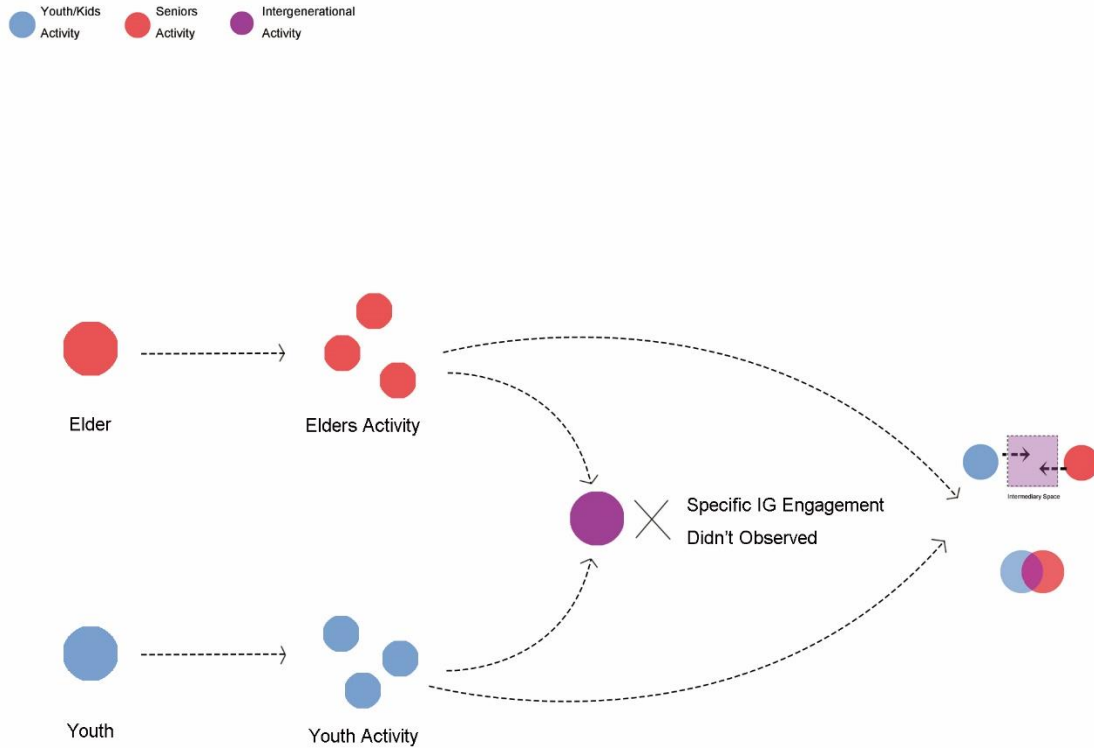 Youth/Kids
Activity
Seniors
Activity
Intergenerational
Activity
Elder
Elders Activity
Specific IG Engagement
Didn't Observed
Intermediary Space
Youth
Youth Activity